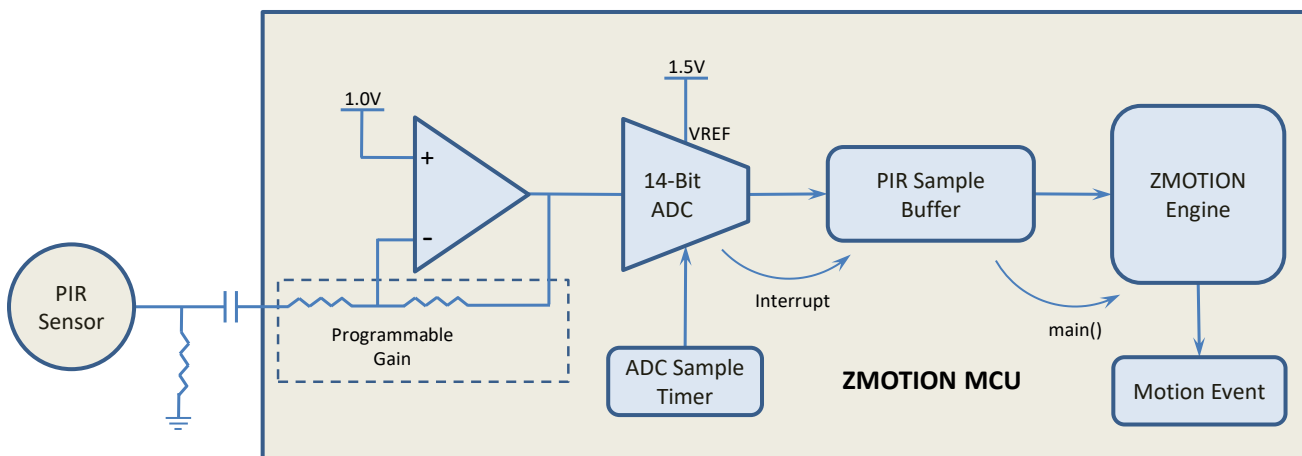 PIR
Sensor
1.0V
+
-
Programmable
Gain
1.5V
VREF
14-Bit
ADC
Interrupt
ADC Sample
Timer
PIR Sample
Buffer
main()
ZMOTION
Engine
Motion Event
ZMOTION MCU